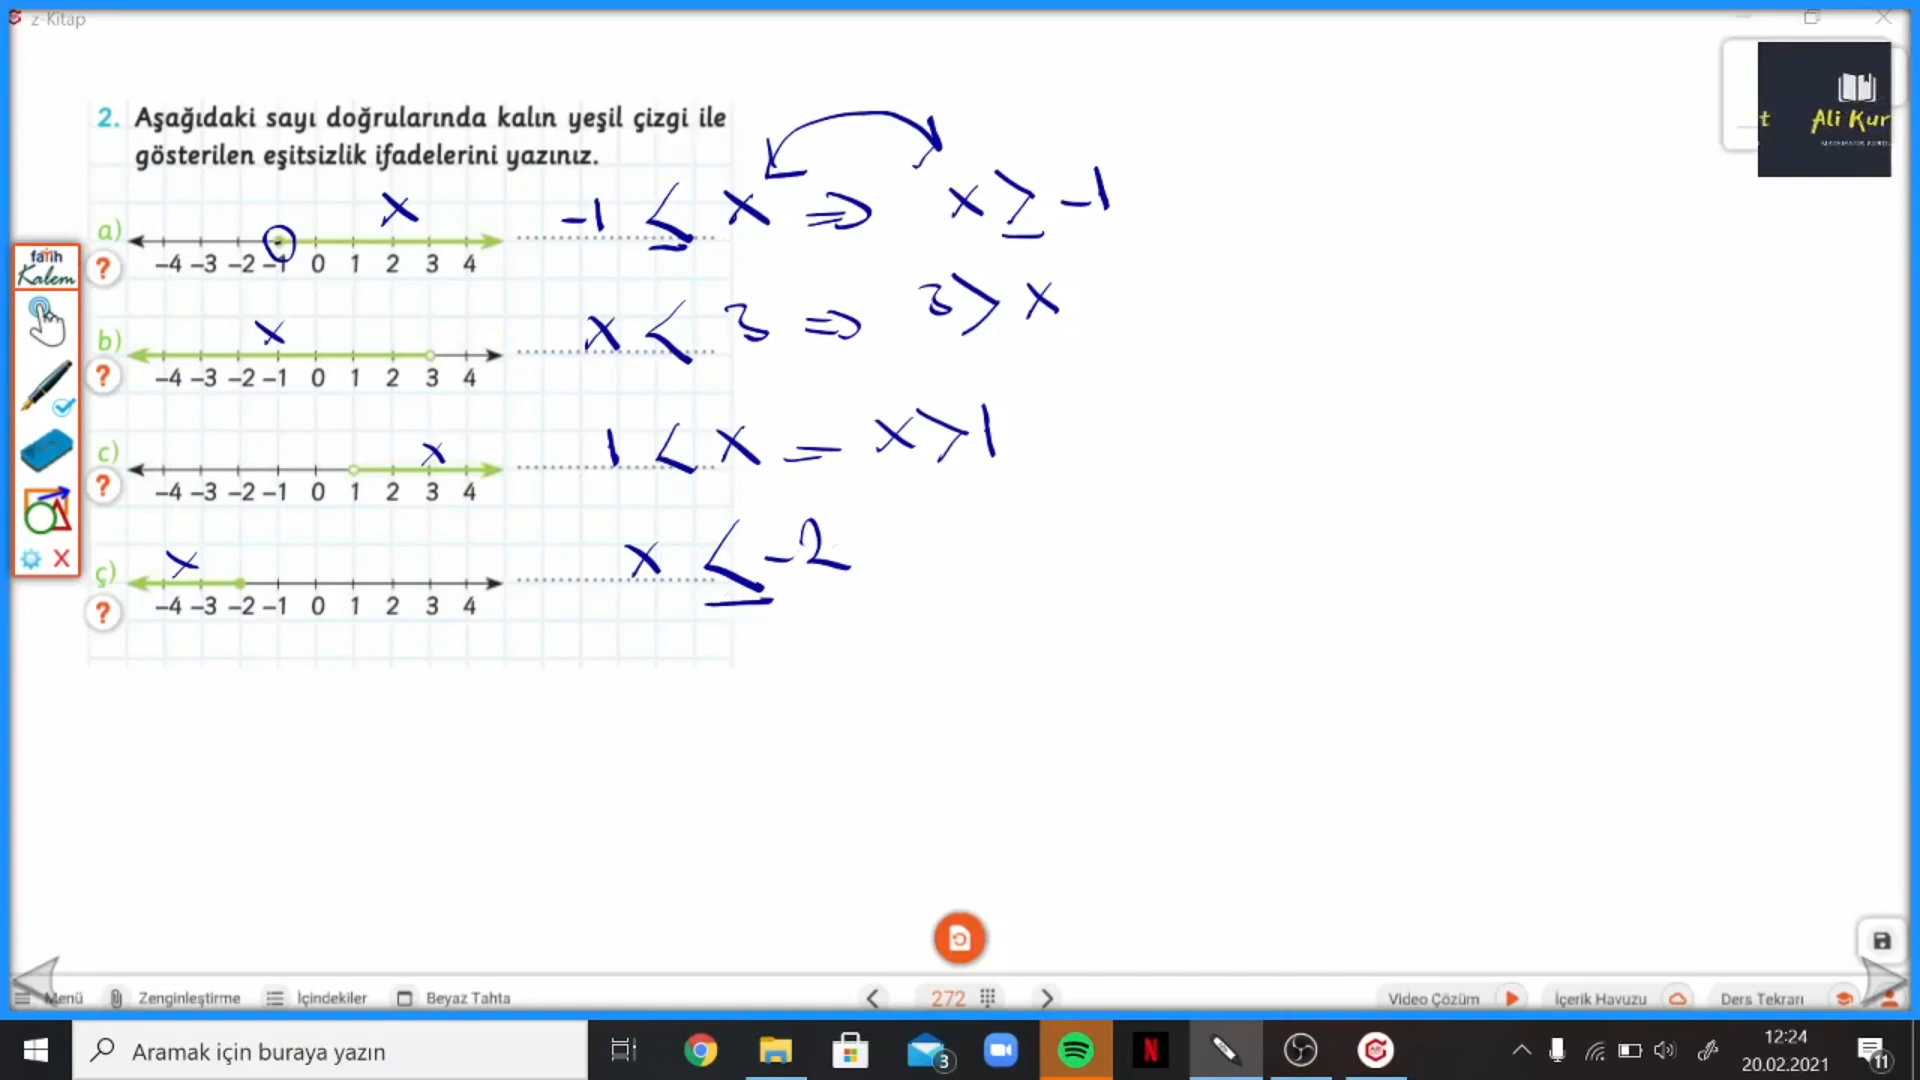 z-Kitap
t Ali Kur
2. Aşağıdaki sayı doğrularında kalın yeşil çizgi ile
gösterilen eşitsizlik ifadelerini yazınız.
x
a) -1 ≤ x ⇒ x ≥ -1
-4 -3 -2 -1 0 1 2 3 4
?
fatih
Kalem
x
b) x < 3 ⇒ 3 > x
-4 -3 -2 -1 0 1 2 3 4
?
x
c) 1 < x = x > 1
-4 -3 -2 -1 0 1 2 3 4
?
x
ç) x ≤ -2
-4 -3 -2 -1 0 1 2 3 4
?
Menü Zenginleştirme İçindekiler Beyaz Tahta 272 Video Çözüm İçerik Havuzu Ders Tekrarı
Aramak için buraya yazın
3
N
12:24
20.02.2021
11